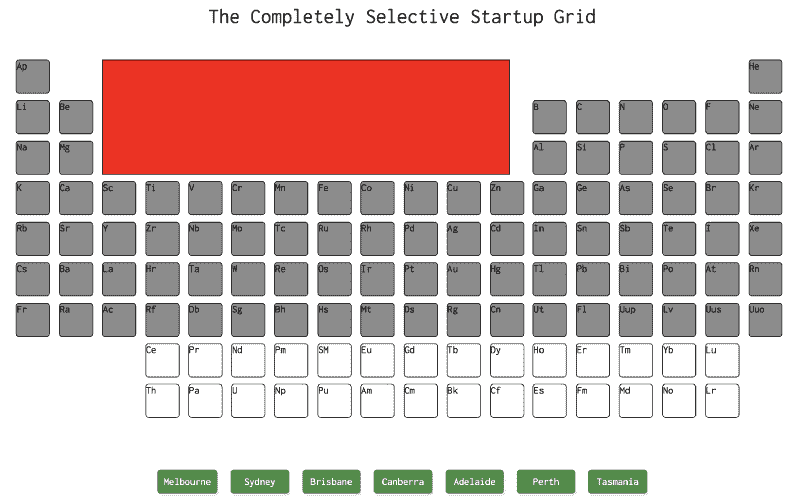 The Completely Selective Startup Grid
Ap He
Li Be B C N O F Ne
Na Mg Al Si P S Cl Ar
K Ca Sc Ti V Cr Mn Fe Co Ni Cu Zn Ga Ge As Se Br Kr
Rb Sr Y Zr Nb Mo Tc Ru Rh Pd Ag Cd In Sn Sb Te I Xe
Cs Ba La Hr Ta W Re Os Ir Pt Au Hg Tl Pb Bi Po At Rn
Fr Ra Ac Rf Db Sg Bh Hs Mt Ds Rg Cn Ut Fl Uup Lv Uus Uuo
Ce Pr Nd Pm SM Eu Gd Tb Dy Ho Er Tm Yb Lu
Th Pa U Np Pu Am Cm Bk Cf Es Fm Md No Lr
Melbourne Sydney Brisbane Canberra Adelaide Perth Tasmania